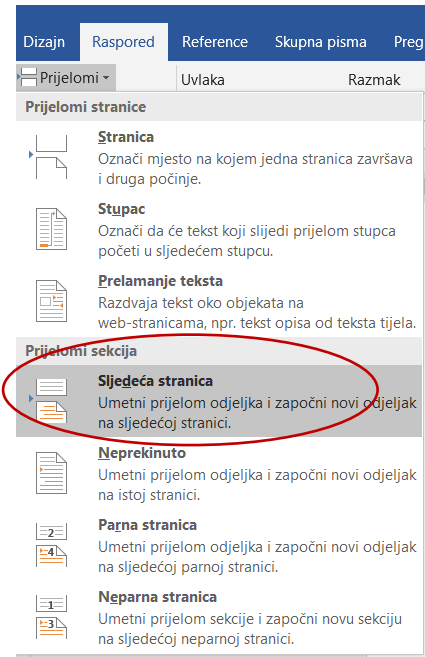 Dizajn Raspored Reference Skupna pisma Preg
Prijelomi Uvlaka Razmak
Prijelomi stranice
Stranica
Označi mjesto na kojem jedna stranica završava
i druga počinje.
Stupac
Označi da će tekst koji slijedi prijelom stupca
početi u sljedećem stupcu.
Prelamanje teksta
Razdvaja tekst oko objekata na
web-stranicama, npr. tekst opisa od teksta tijela.
Prijelomi sekcija
Sljedeća stranica
Umetni prijelom odjeljka i započni novi odjeljak
na sljedećoj stranici.
Neprekinuto
Umetni prijelom odjeljka i započni novi odjeljak
na istoj stranici.
Parna stranica
Umetni prijelom odjeljka i započni novi odjeljak
na sljedećoj parnoj stranici.
2
4
Neparna stranica
Umetni prijelom sekcije i započni novu sekciju
na sljedećoj neparnoj stranici.
1
3